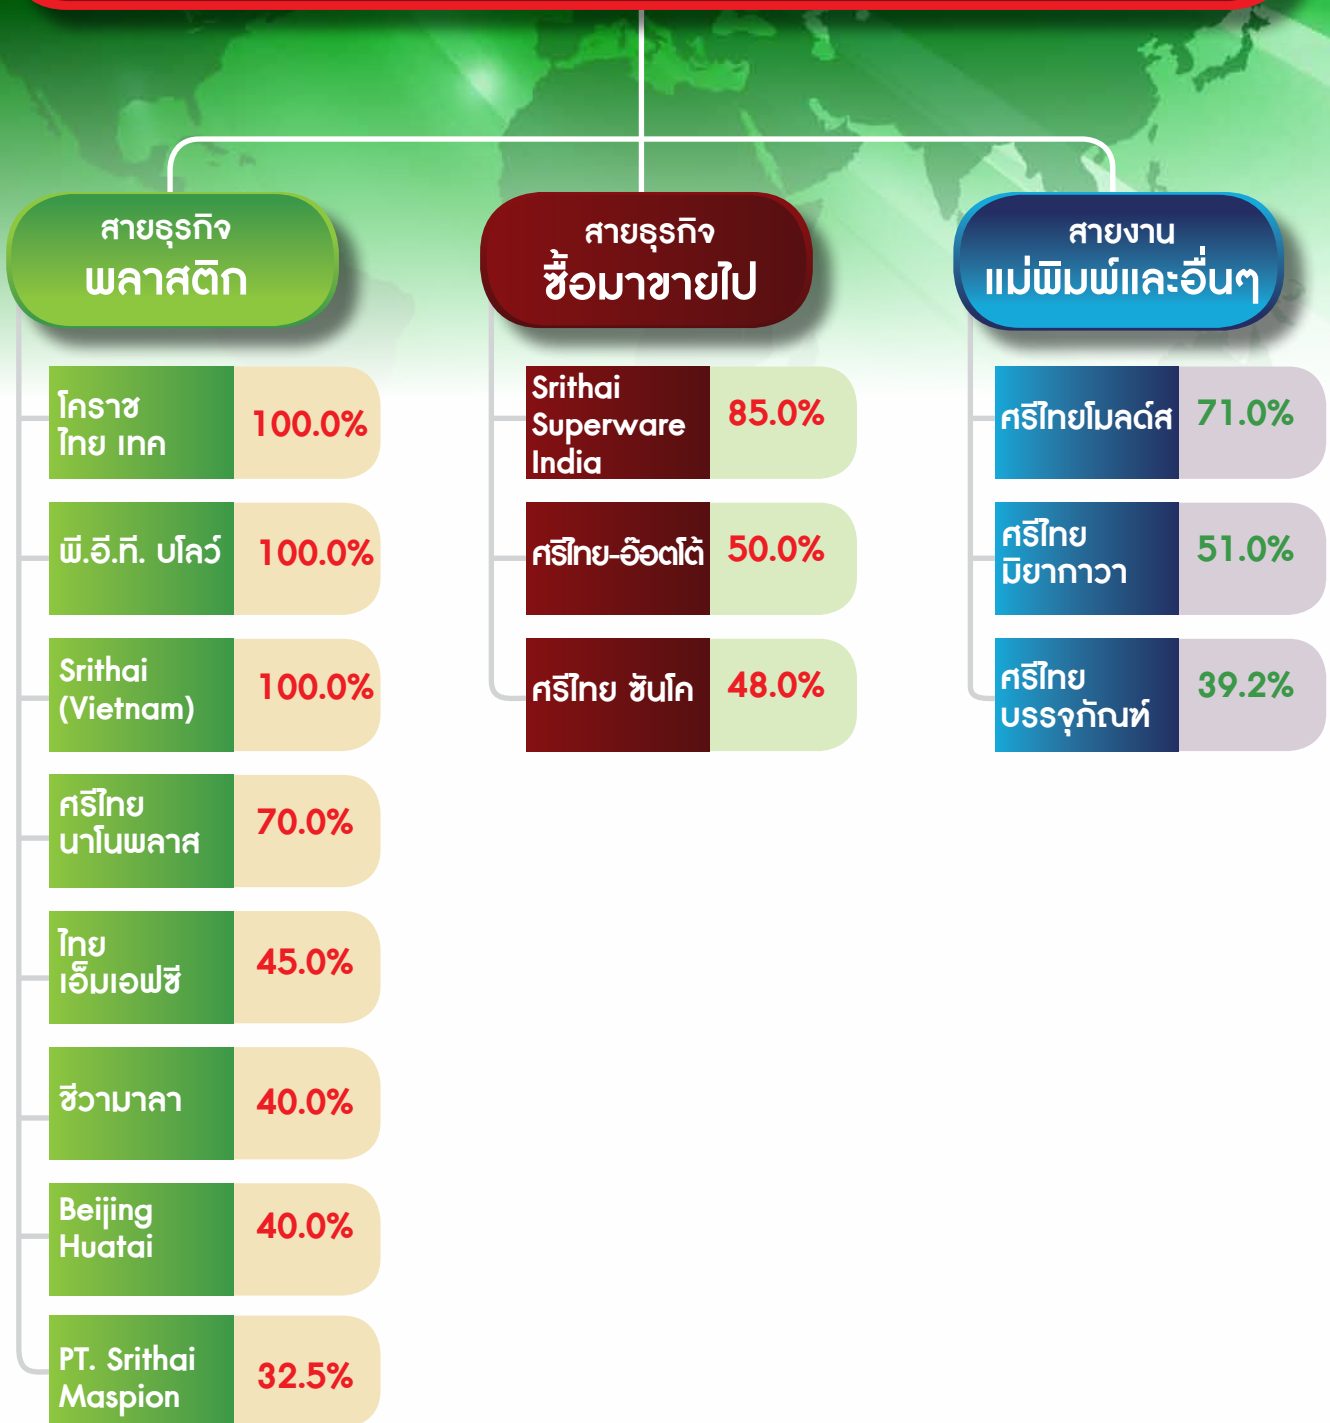 สายธุรกิจ
พลาสติก
โคราช
ไทย เทค
100.0%
พี.อี.ที. บโลว์
100.0%
Srithai
(Vietnam)
100.0%
ศรีไทย
นาโนพลาส
70.0%
ไทย
เอ็มเอฟซี
45.0%
ชีวามาลา
40.0%
Beijing
Huatai
40.0%
PT. Srithai
Maspion
32.5%
สายธุรกิจ
ซื้อมาขายไป
Srithai
Superware
India
85.0%
ศรีไทย-อ๊อตโต้
50.0%
ศรีไทย ซันโค
48.0%
สายงาน
แม่พิมพ์และอื่นๆ
ศรีไทยโมลด์ส
71.0%
ศรีไทย
มิยากาวา
51.0%
ศรีไทย
บรรจุภัณฑ์
39.2%